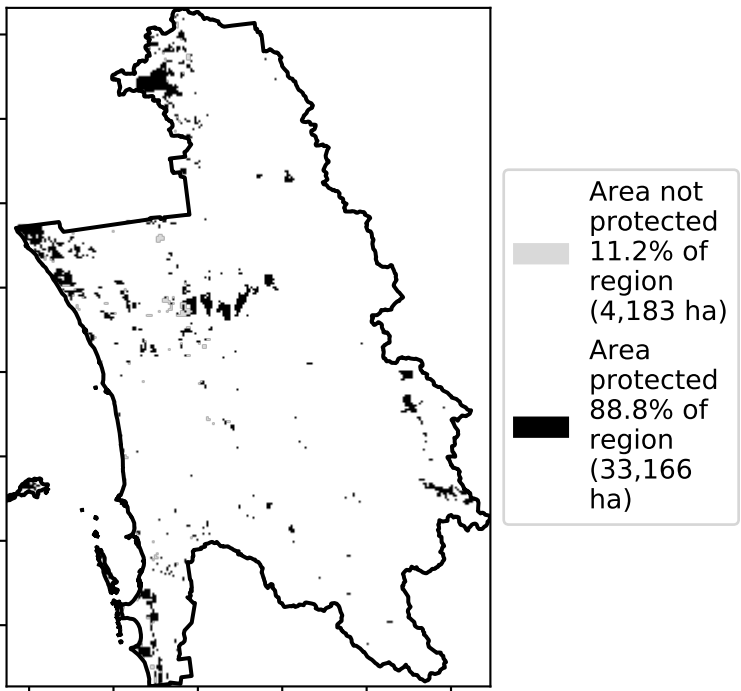 Area not
protected
11.2% of
region
(4,183 ha)
Area
protected
88.8% of
region
(33,166
ha)